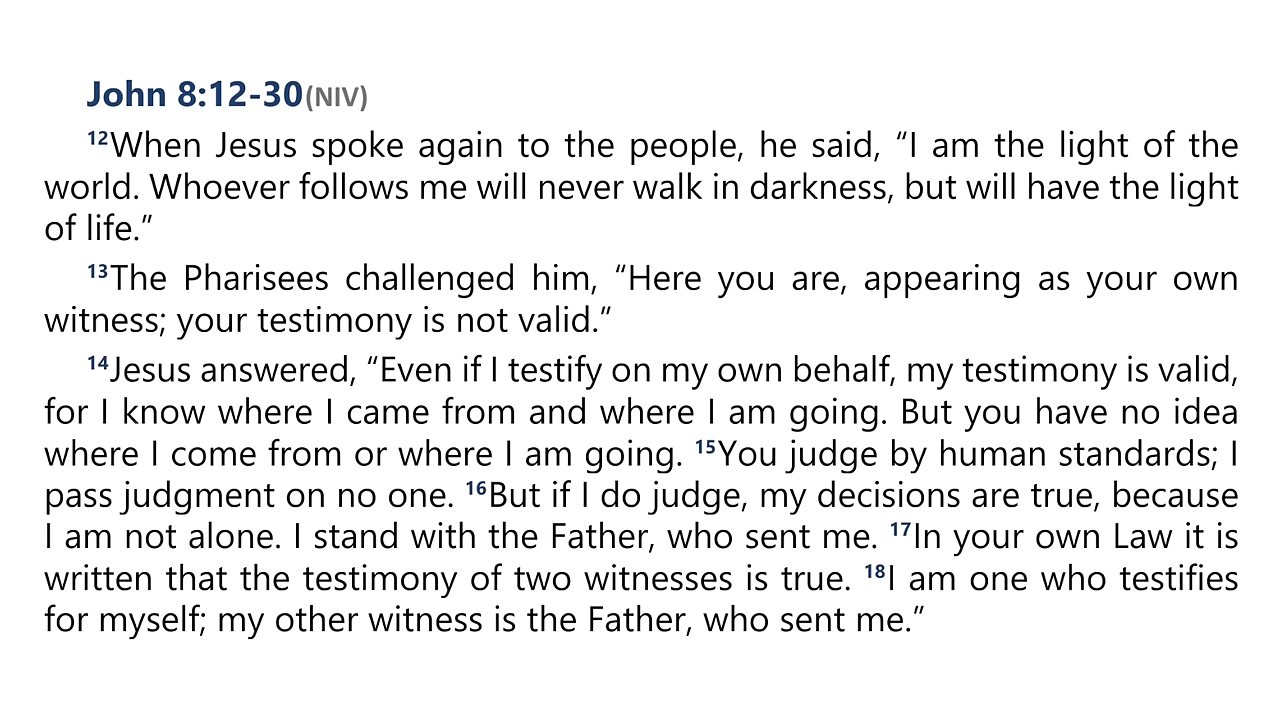 John 8:12-30(NIV)
12When Jesus spoke again to the people, he said, “I am the light of the
world. Whoever follows me will never walk in darkness, but will have the light
of life.”
13The Pharisees challenged him, “Here you are, appearing as your own
witness; your testimony is not valid.”
14Jesus answered, “Even if I testify on my own behalf, my testimony is valid,
for I know where I came from and where I am going. But you have no idea
where I come from or where I am going. 15You judge by human standards; I
pass judgment on no one. 16But if I do judge, my decisions are true, because
I am not alone. I stand with the Father, who sent me. 17In your own Law it is
written that the testimony of two witnesses is true. 18I am one who testifies
for myself; my other witness is the Father, who sent me.”